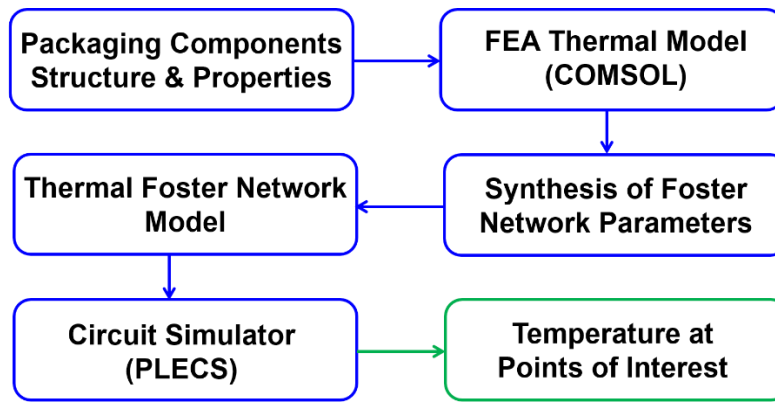 Packaging Components
Structure & Properties
FEA Thermal Model
(COMSOL)
Synthesis of Foster
Network Parameters
Thermal Foster Network
Model
Circuit Simulator
(PLECS)
Temperature at
Points of Interest